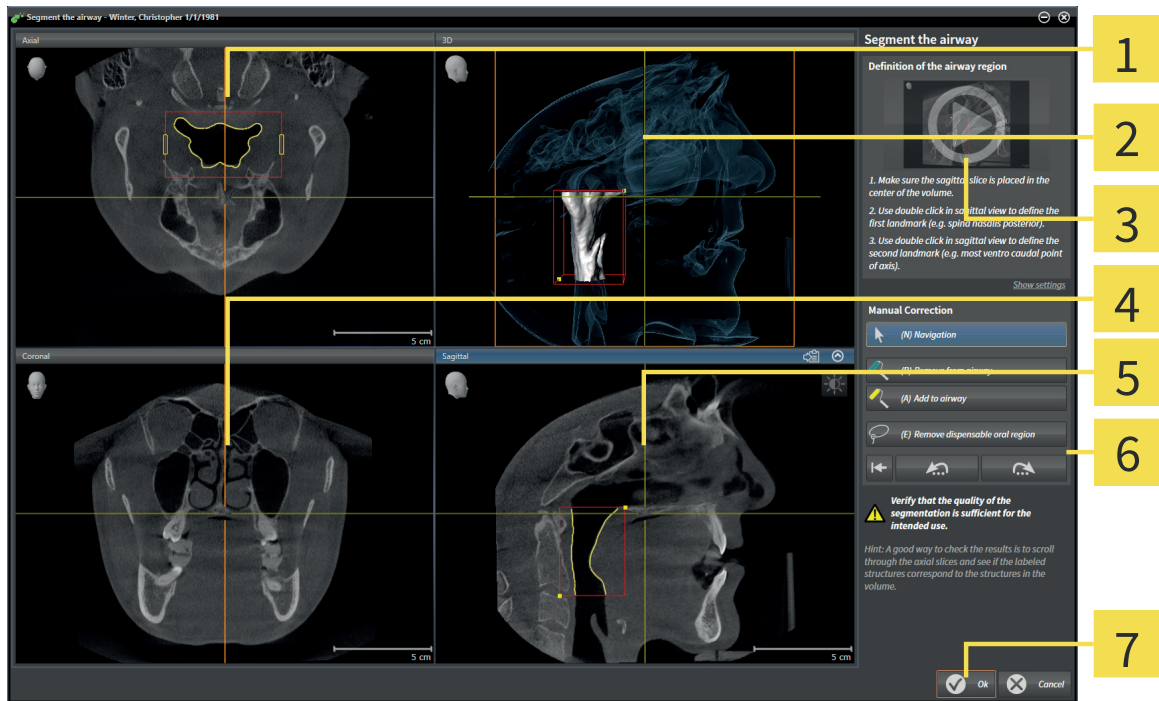 Segment the airway - Winter, Christopher 1/1/1981
Axial
3D
5 cm
Coronal
Sagittal
5 cm
5 cm
Segment the airway
Definition of the airway region
1. Make sure the sagittal slice is placed in the
center of the volume.
2. Use double click in sagittal view to define the
first landmark (e.g. spina nasalis posterior).
3. Use double click in sagittal view to define the
second landmark (e.g. most ventro caudal point
of axis).
Show settings
Manual Correction
(N) Navigation
(R) Remove from airway
(A) Add to airway
(E) Remove dispensable oral region
Verify that the quality of the
segmentation is sufficient for the
intended use.
Hint: A good way to check the results is to scroll
through the axial slices and see if the labeled
structures correspond to the structures in the
volume.
Ok
Cancel
1
2
3
4
5
6
7